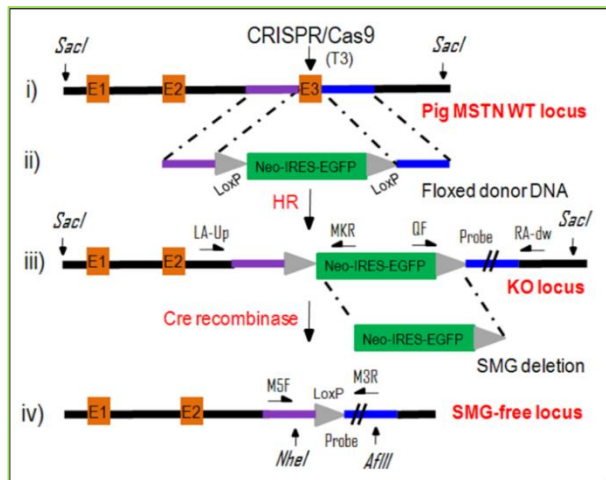 CRISPR/Cas9
SacI
(T3)
SacI
i)
E1
E2
E3
Pig MSTN WT locus
ii)
LoxP
Neo-IRES-EGFP
LoxP
Floxed donor DNA
SacI
HR
LA-Up
MKR
QF
Probe
RA-dw
SacI
iii)
E1
E2
Neo-IRES-EGFP
KO locus
Cre recombinase
Neo-IRES-EGFP
SMG deletion
M5F
LoxP
M3R
iv)
E1
E2
Probe
SMG-free locus
NheI
AflII